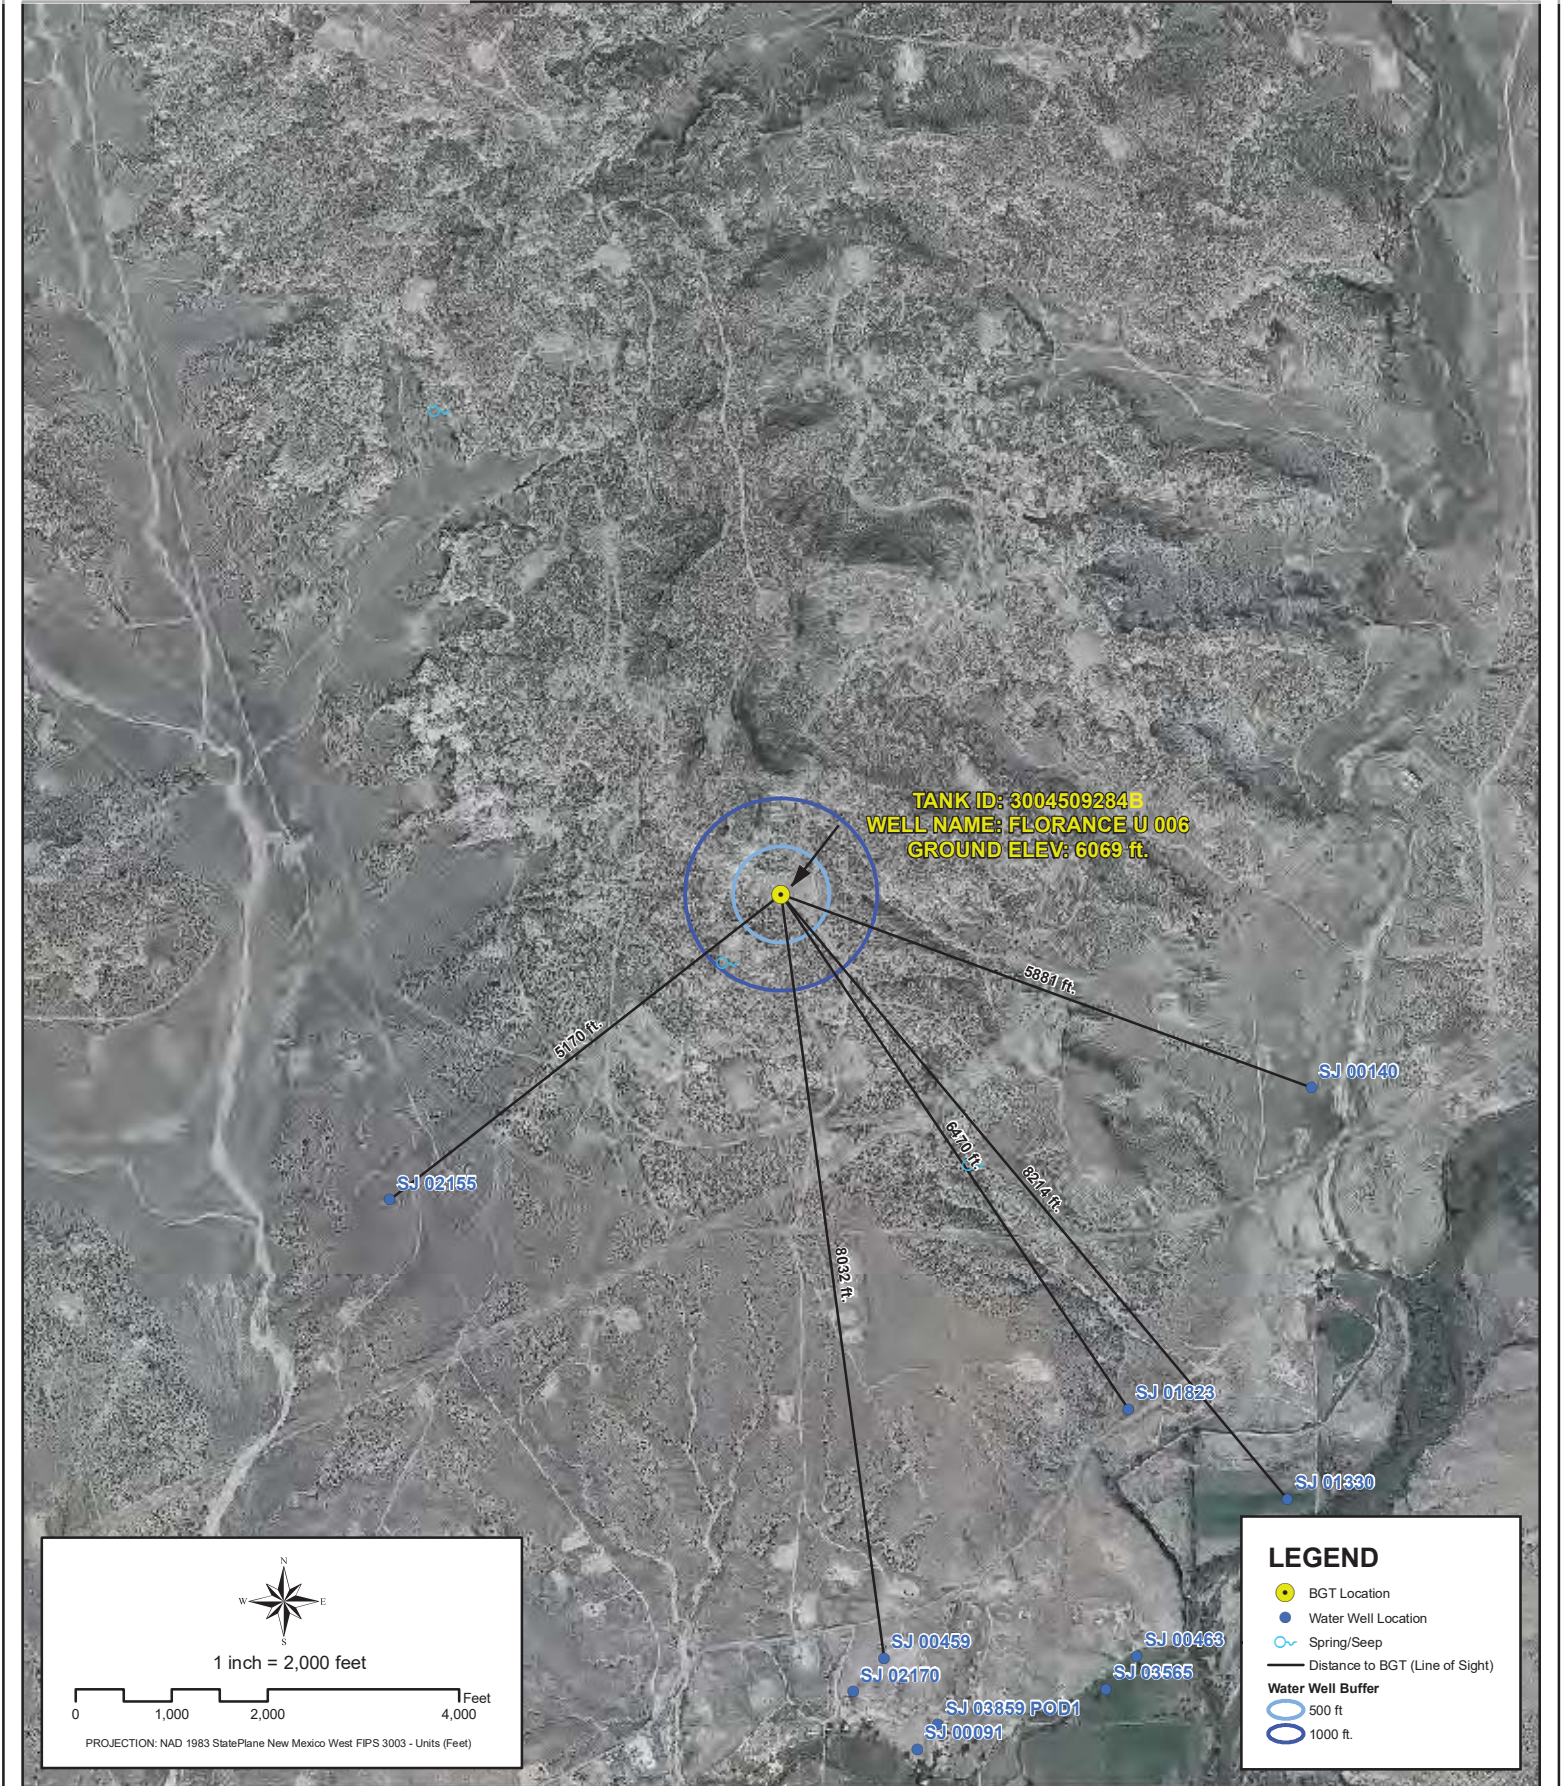 TANK ID: 3004509284B
WELL NAME: FLORANCE U 006
GROUND ELEV: 6069 ft.
5881 ft.
5170 ft.
SJ 00140
6470 ft.
SJ 02155
8214 ft.
8032 ft.
SJ 01823
SJ 01330
SJ 00459
SJ 00463
SJ 02170
SJ 03565
SJ 03859 POD1
SJ 00091
N
W
E
S
1 inch = 2,000 feet
Feet
0
1,000
2,000
4,000
PROJECTION: NAD 1983 StatePlane New Mexico West FIPS 3003 - Units (Feet)
LEGEND
BGT Location
Water Well Location
Spring/Seep
Distance to BGT (Line of Sight)
Water Well Buffer
500 ft
1000 ft.